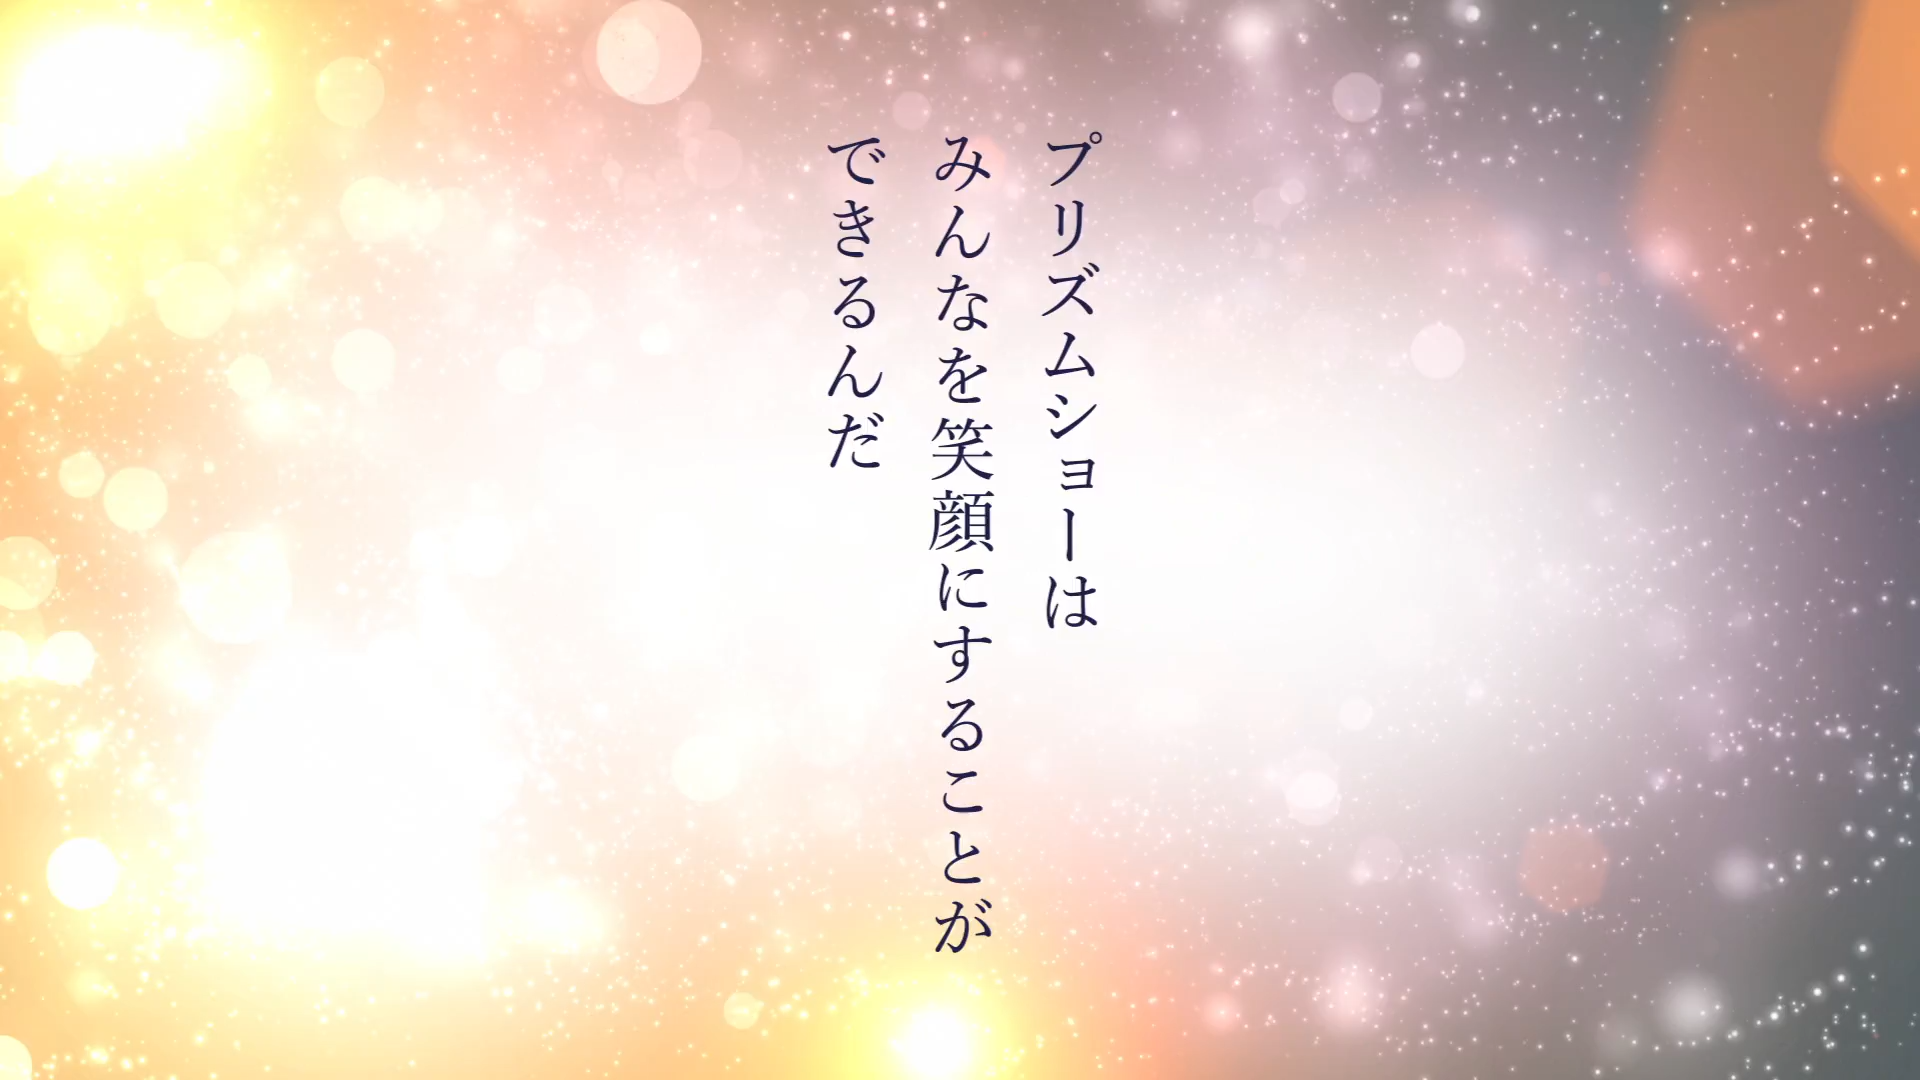 プリズムショーは
みんなを笑顔にすることが
できるんだ